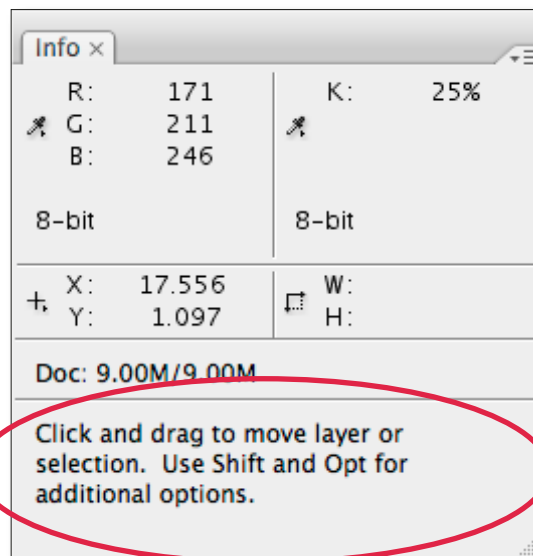 Info ×
R: 171 K: 25%
G: 211
B: 246
8-bit 8-bit
X: 17.556 W:
Y: 1.097 H:
Doc: 9.00M/9.00M
Click and drag to move layer or
selection. Use Shift and Opt for
additional options.